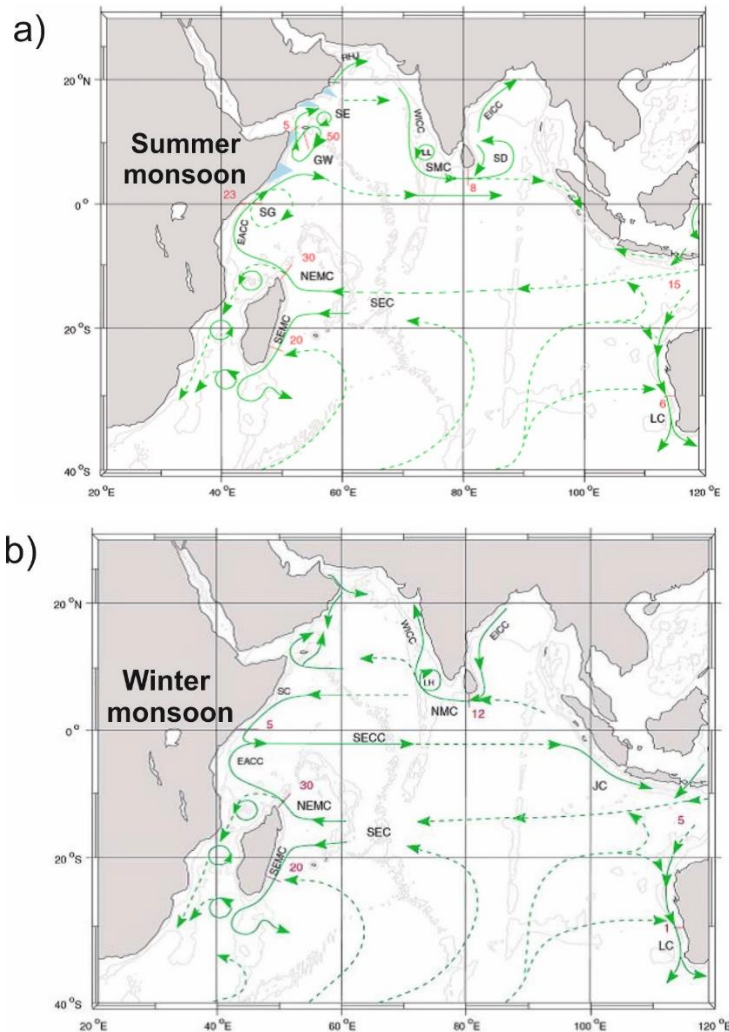 a)
RHJ
20 °N
SE
5
50
WICC
EICC
Summer
monsoon
LL
SD
GW
SMC
8
23
0 °
SG
EACC
30
NEMC
15
SEC
20 °S
SEMC
20
6
LC
40 °S
20 °E
40 °E
60 °E
80 °E
100 °E
120 °E
b)
20 °N
WICC
EICC
Winter
monsoon
SC
LH
NMC
12
5
0 °
SECC
EACC
30
JC
NEMC
5
SEC
20 °S
SEMC
20
1
LC
40 °S
20 °E
40 °E
60 °E
80 °E
100 °E
120 °E